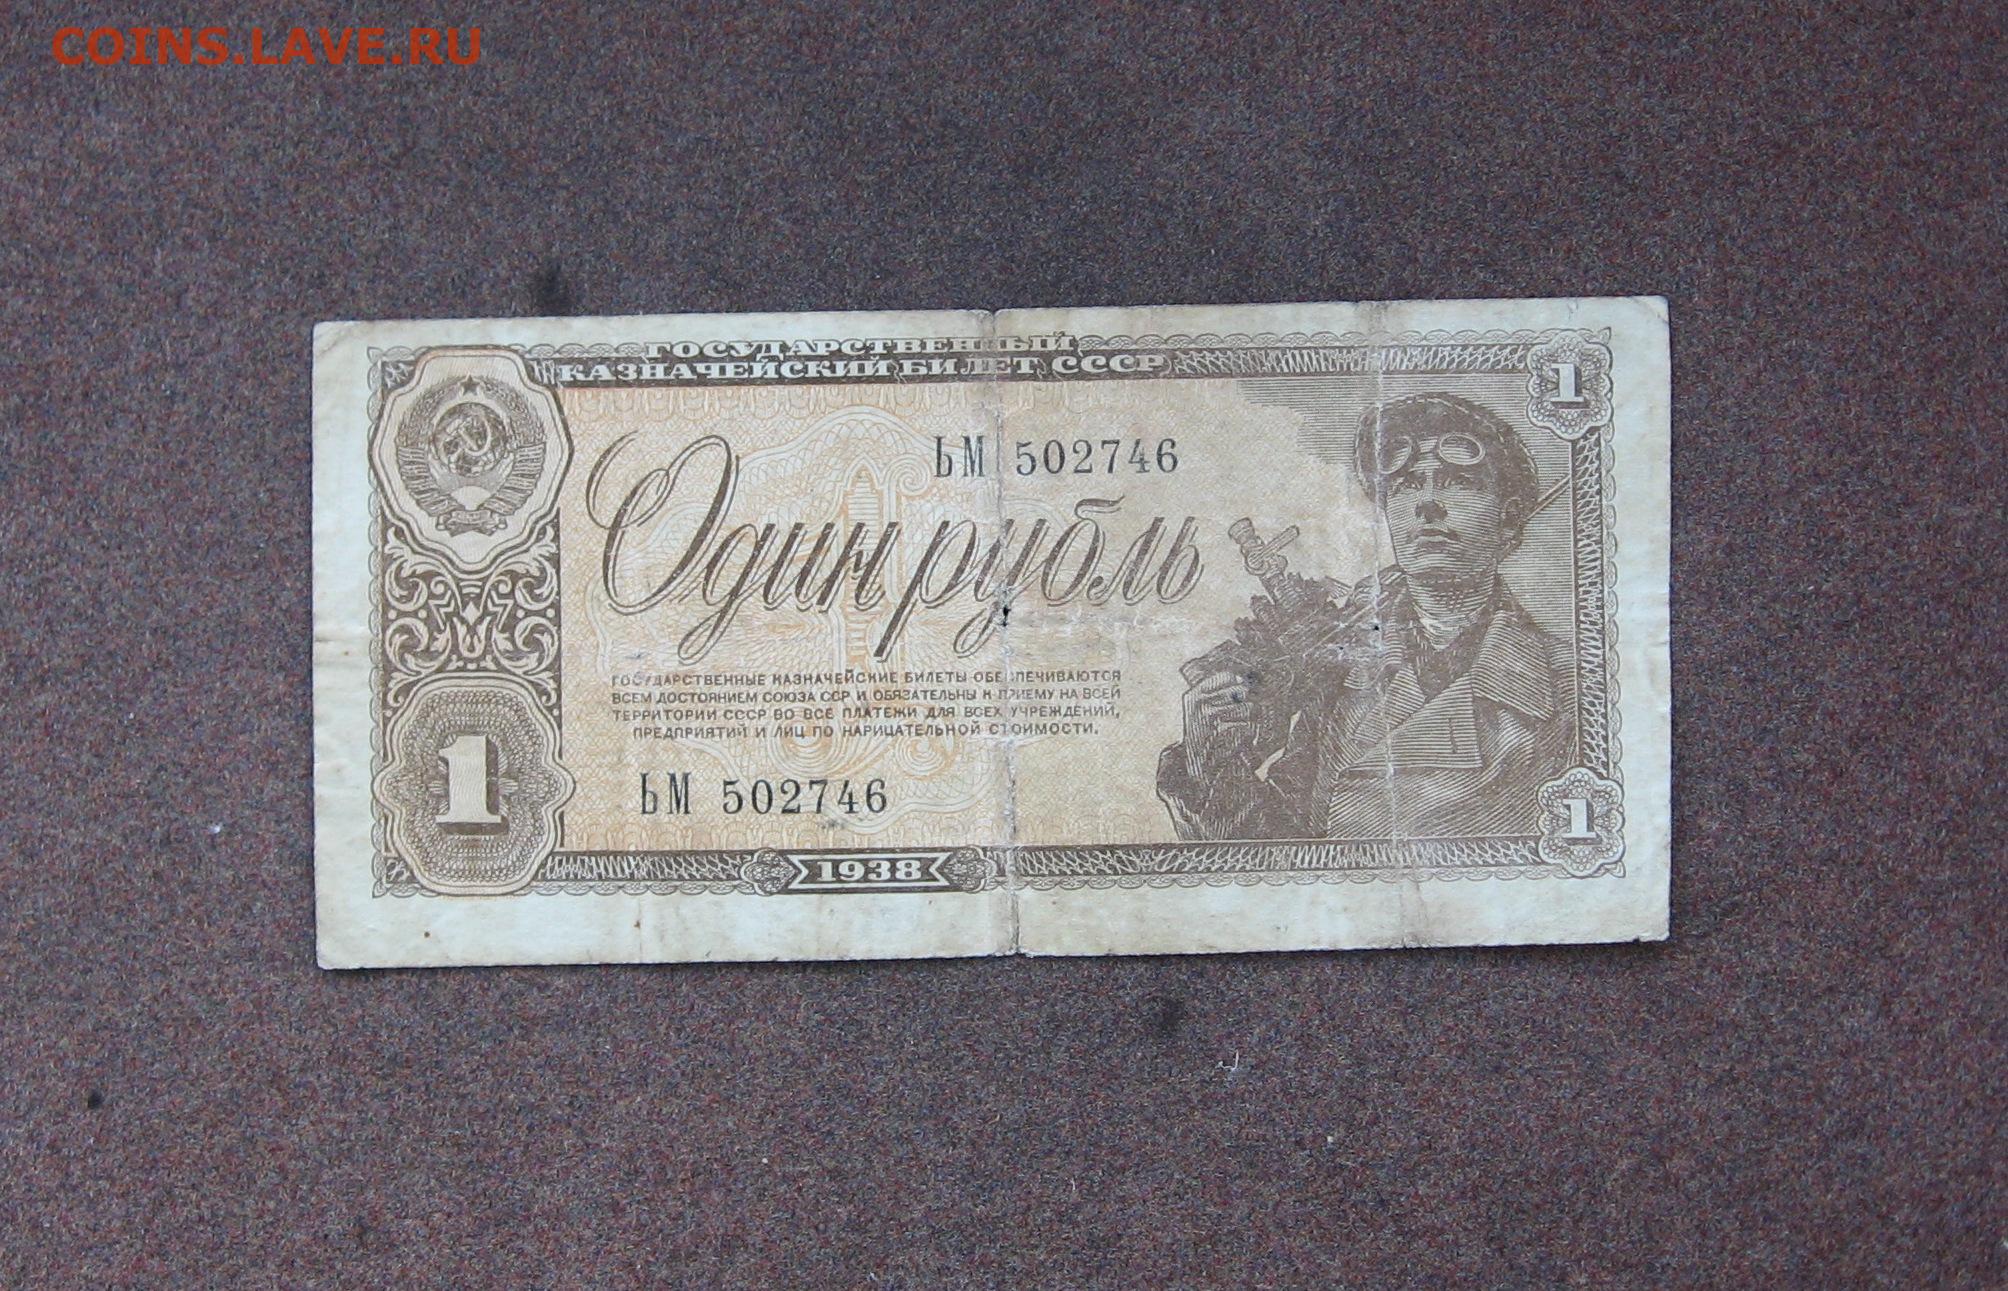 COINS.LAVE.RU
ГОСУДАРСТВЕННЫЙ
КАЗНАЧЕЙСКИЙ БИЛЕТ СССР
1
ЬМ 502746
Один рубль
ГОСУДАРСТВЕННЫЕ КАЗНАЧЕЙСКИЕ БИЛЕТЫ ОБЕСПЕЧИВАЮТСЯ
ВСЕМ ДОСТОЯНИЕМ СОЮЗА ССР И ОБЯЗАТЕЛЬНЫ К ПРИЕМУ НА ВСЕЙ
ТЕРРИТОРИИ СССР ВО ВСЕ ПЛАТЕЖИ ДЛЯ ВСЕХ УЧРЕЖДЕНИЙ,
ПРЕДПРИЯТИЙ И ЛИЦ ПО НАРИЦАТЕЛЬНОЙ СТОИМОСТИ.
1
ЬМ 502746
1
1938